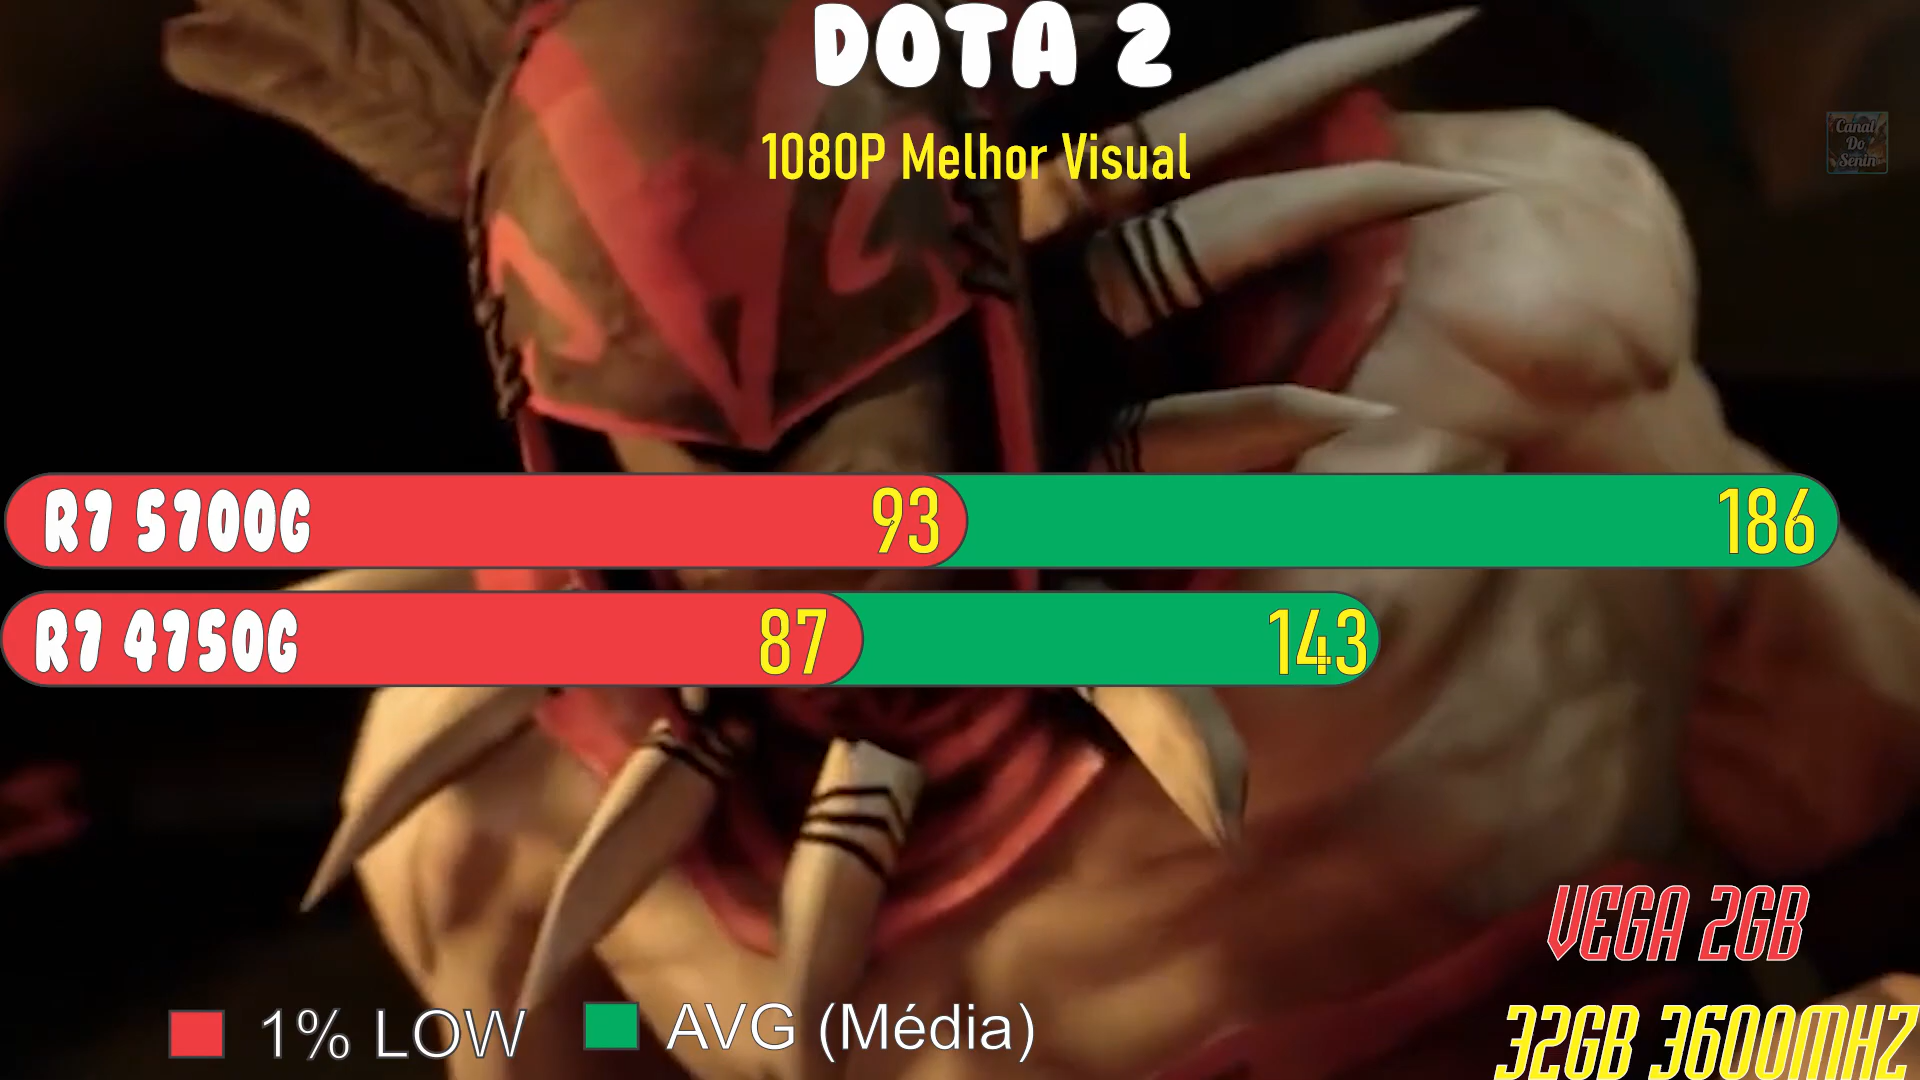 DOTA 2
1080P Melhor Visual
Canal
Do
Senin
R7 5700G 93 186
R7 4750G 87 143
VEGA 2GB
1% LOW AVG (Média)
32GB 3600MHZ